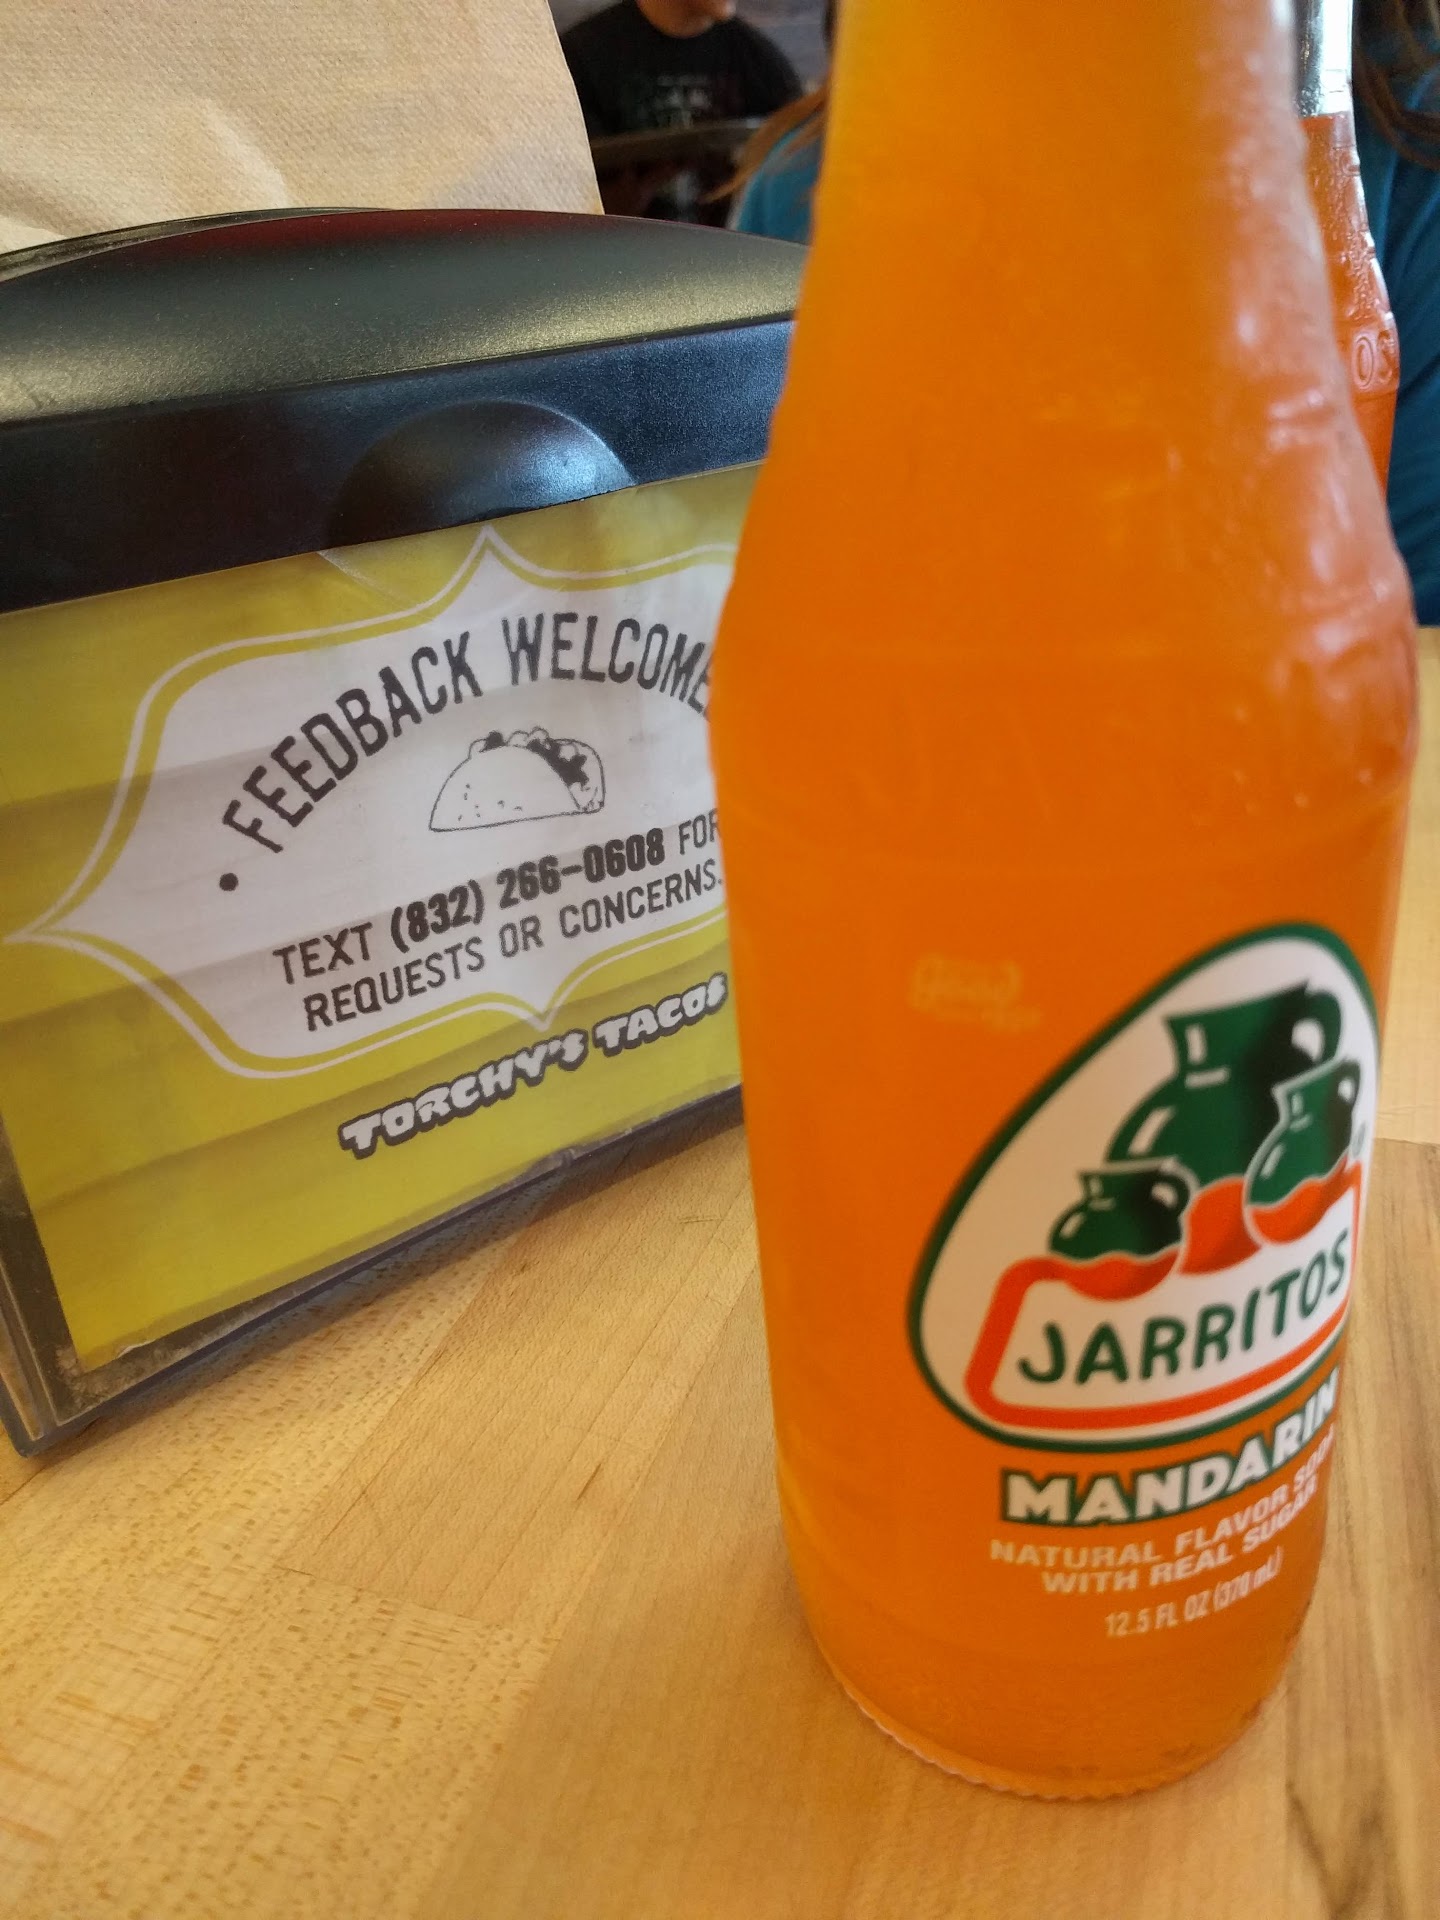 • FEEDBACK WELCOME
TEXT (832) 266-0608 FOR
REQUESTS OR CONCERNS.
TORCHY'S TACOS
JARRITOS
MANDARIN
NATURAL FLAVOR SODA
WITH REAL SUGAR
12.5 FL OZ (370 mL)
OS